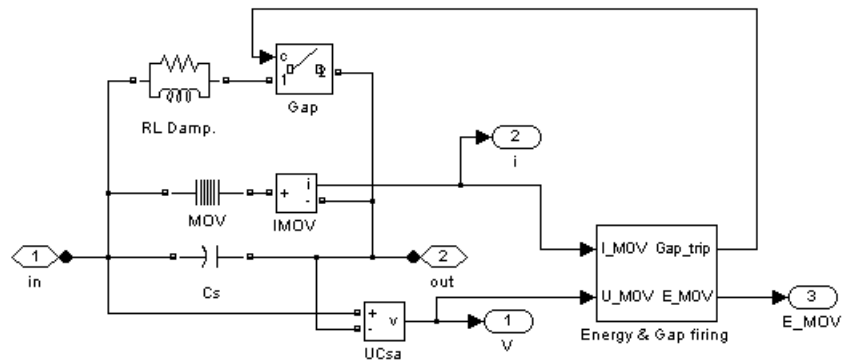 c
1
2
Gap
RL Damp.
2
i
+
i
-
MOV
IMOV
I_MOV
Gap_trip
1
in
2
out
Cs
U_MOV
E_MOV
3
E_MOV
+
-
v
UCsa
1
V
Energy & Gap firing